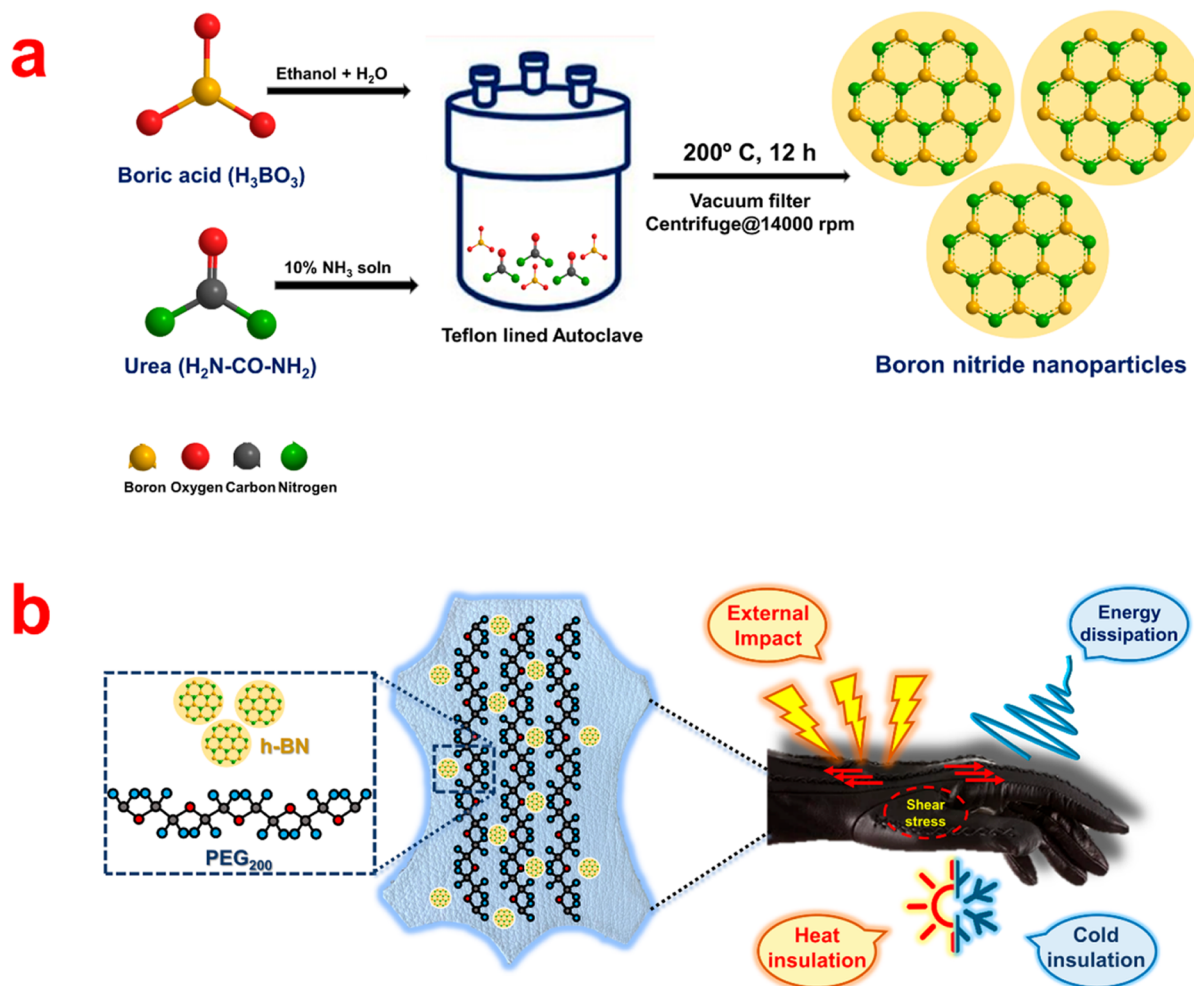 a
Ethanol + H₂O
Boric acid (H₃BO₃)
10% NH₃ soln
Urea (H₂N-CO-NH₂)
Teflon lined Autoclave
200º C, 12 h
Vacuum filter
Centrifuge@14000 rpm
Boron nitride nanoparticles
Boron Oxygen Carbon Nitrogen
b
h-BN
PEG₂₀₀
External
Impact
Energy
dissipation
Shear
stress
Heat
insulation
Cold
insulation